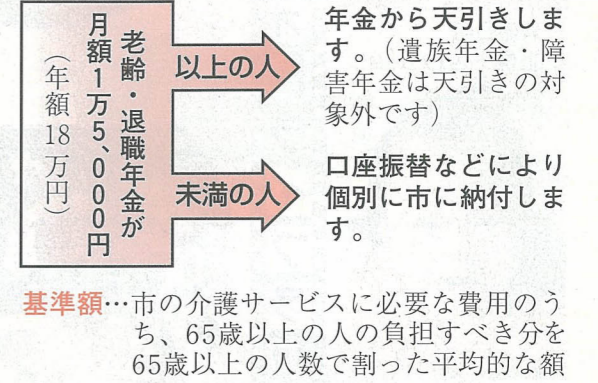 老齢・退職年金が
月額1万5,000円
(年額18万円)
以上の人
年金から天引きしま
す。(遺族年金・障
害年金は天引きの対
象外です)
未満の人
口座振替などにより
個別に市に納付しま
す。
基準額…市の介護サービスに必要な費用のう
ち、65歳以上の人の負担すべき分を
65歳以上の人数で割った平均的な額